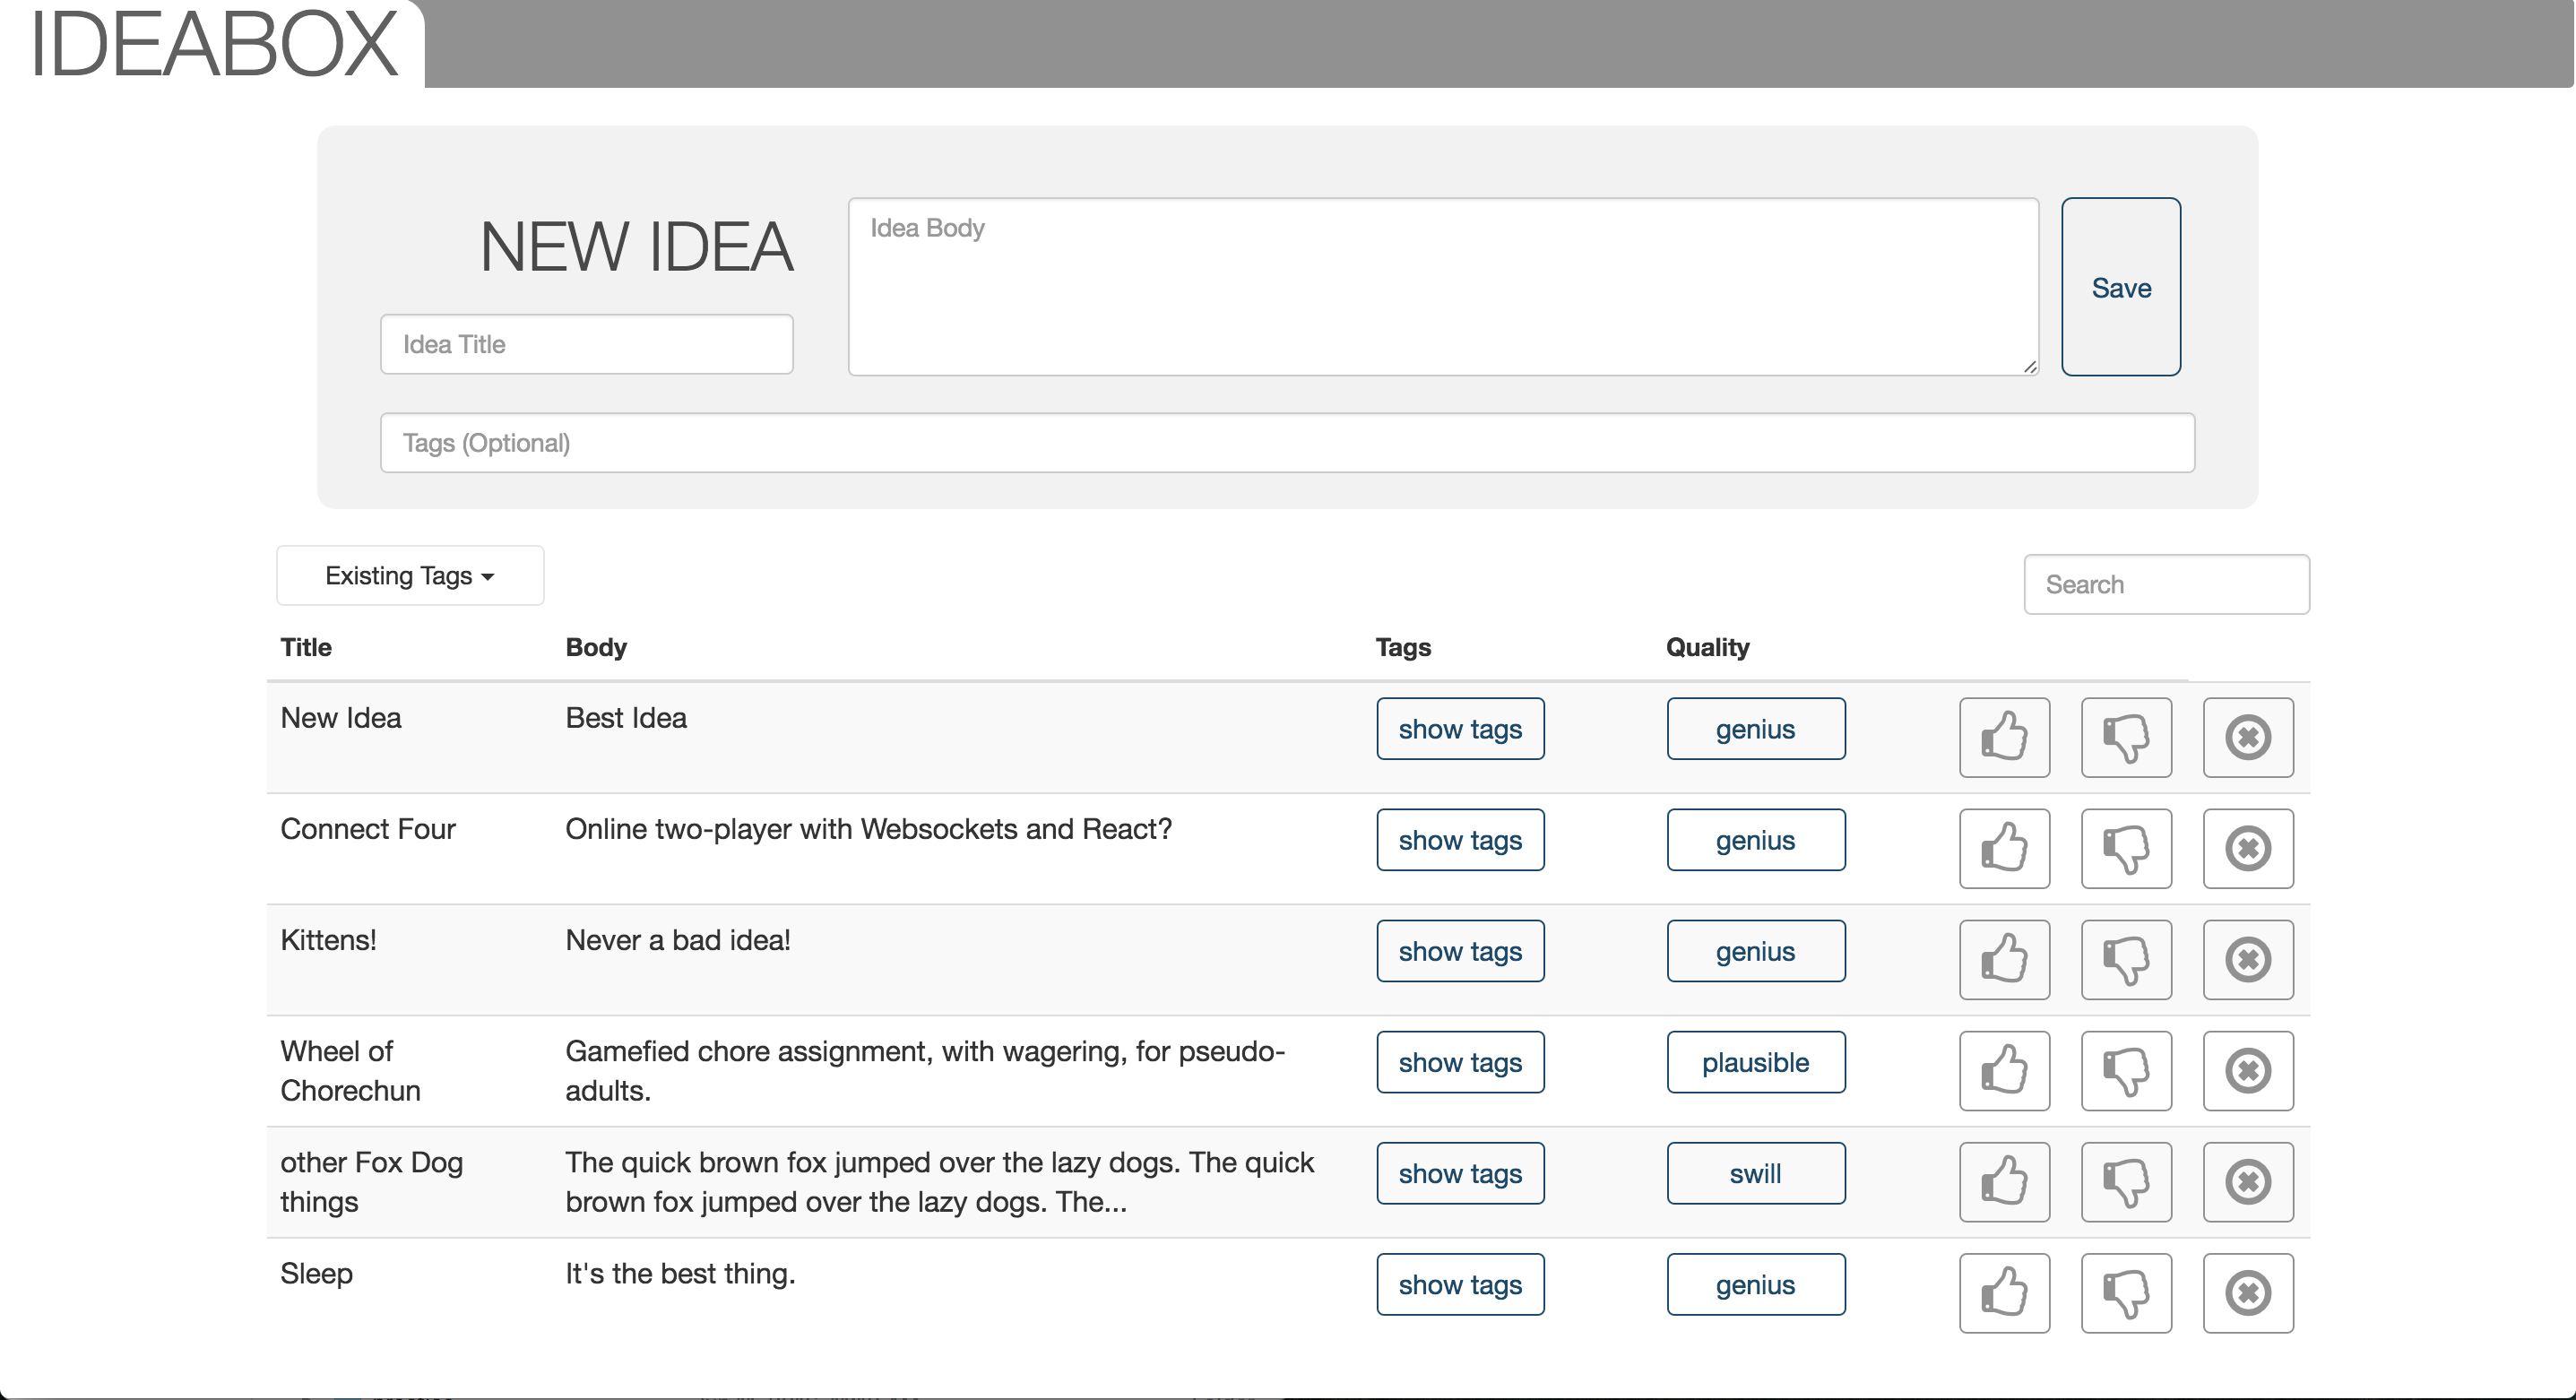 IDEABOX
NEW IDEA
Idea Body
Save
Idea Title
Tags (Optional)
Existing Tags
Search
Title Body Tags Quality
New Idea Best Idea show tags genius
Connect Four Online two-player with Websockets and React? show tags genius
Kittens! Never a bad idea! show tags genius
Wheel of Gamefied chore assignment, with wagering, for pseudo- show tags plausible
Chorechun adults.
other Fox Dog The quick brown fox jumped over the lazy dogs. The quick show tags swill
things brown fox jumped over the lazy dogs. The...
Sleep It's the best thing. show tags genius